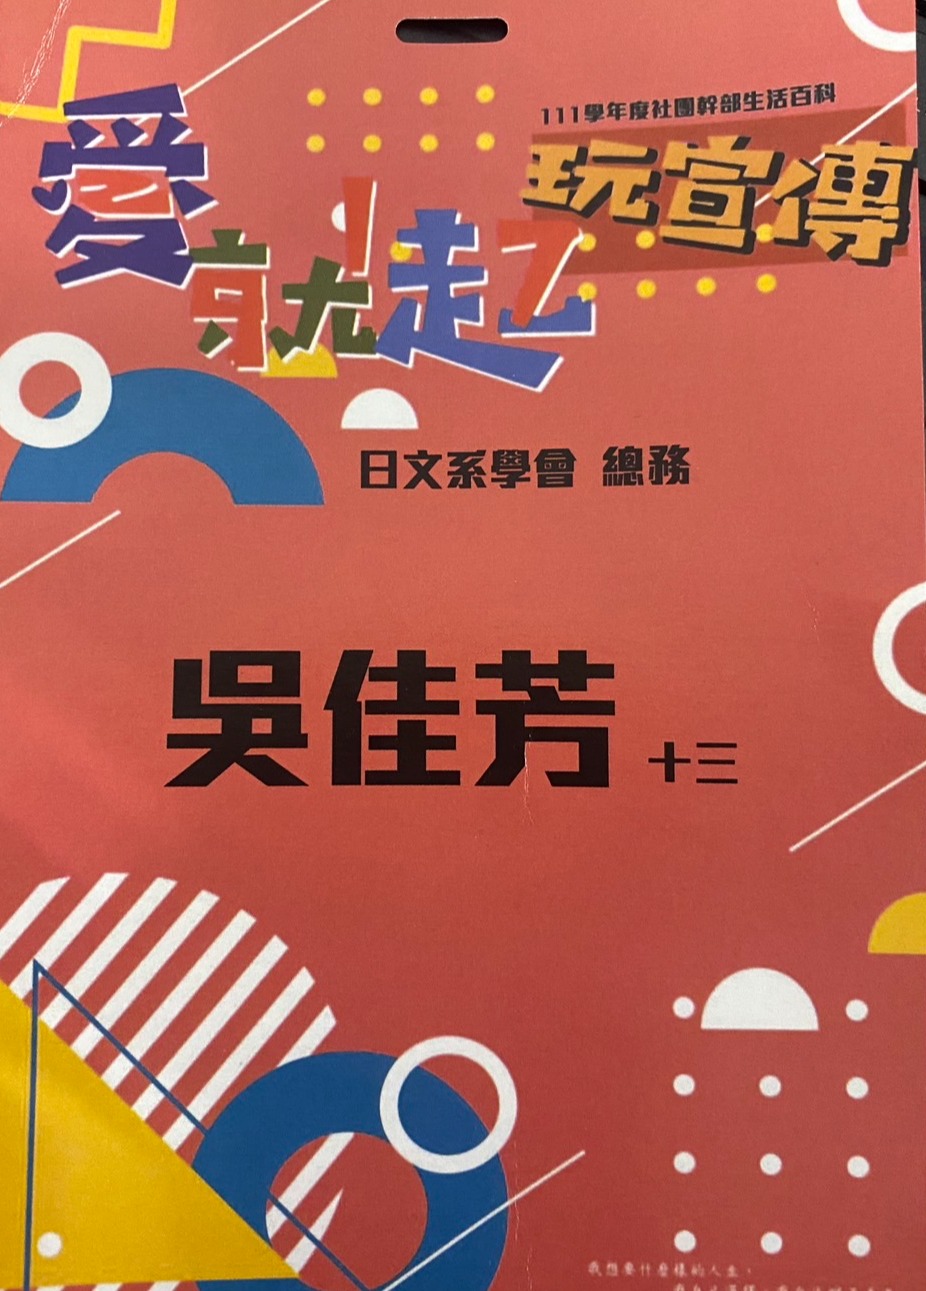 111學年度社團幹部生活百科
愛就!起
玩宣傳
日文系學會 總務
吳佳芳 十三
我想要什麼樣的人生,